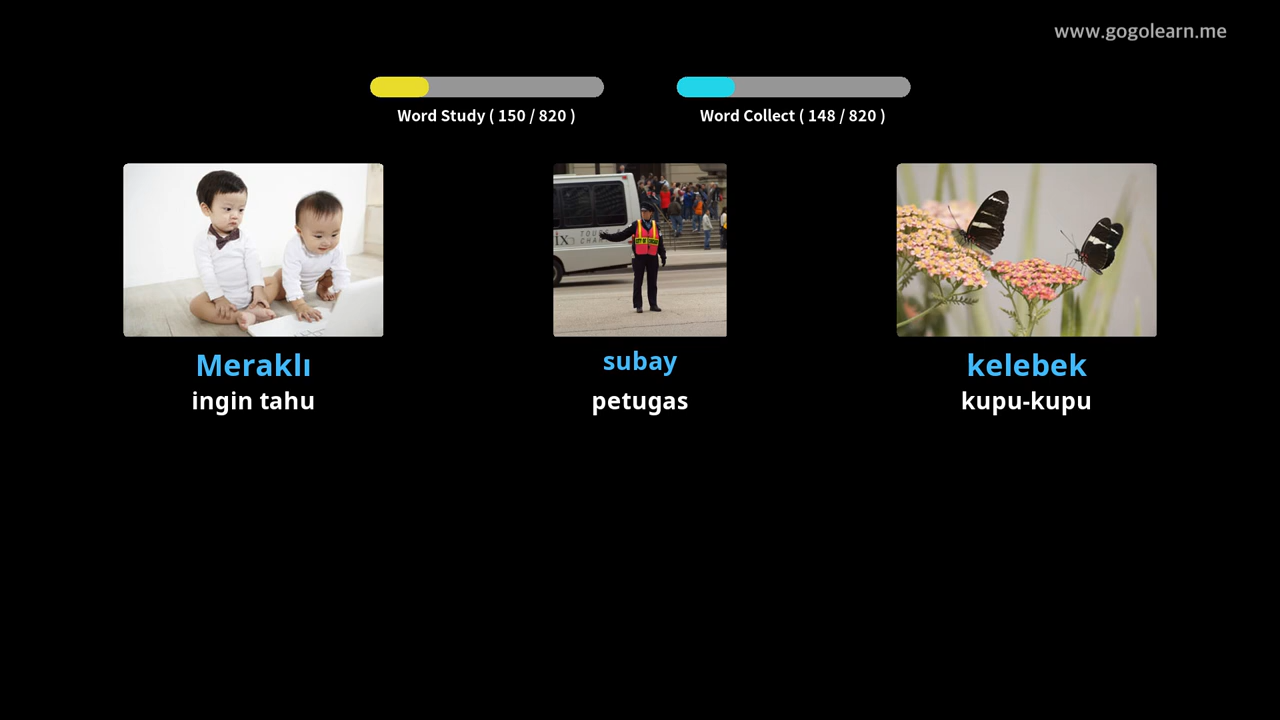 www.gogolearn.me
Word Study ( 150 / 820 )
Word Collect ( 148 / 820 )
Meraklı
ingin tahu
subay
petugas
kelebek
kupu-kupu